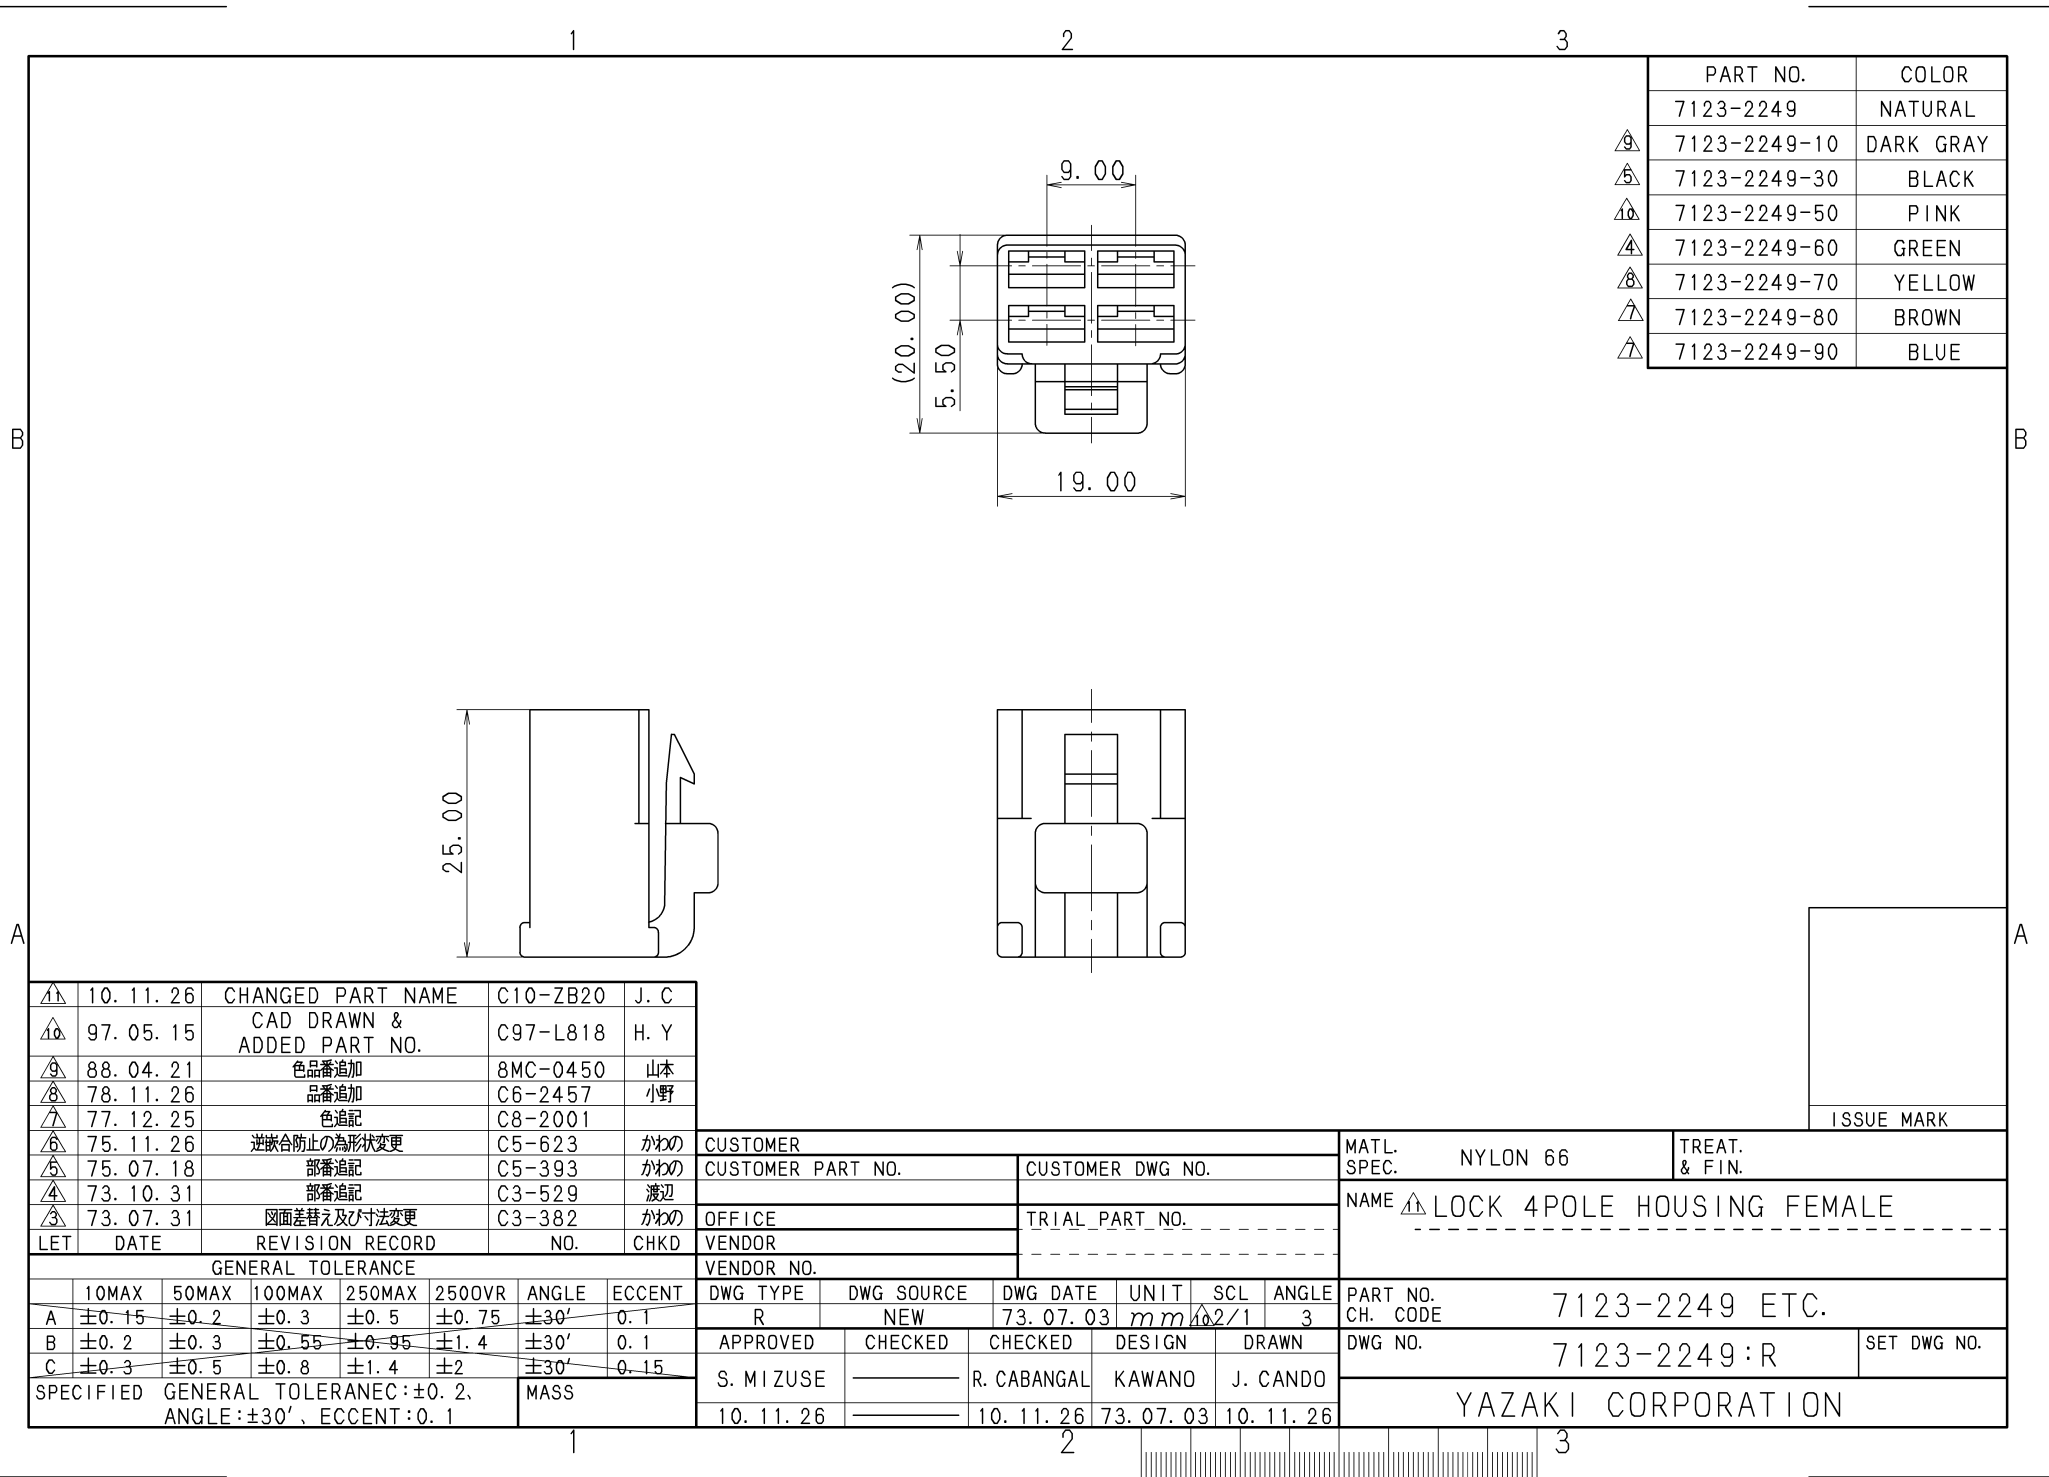 1 2 3
PART NO. COLOR
7123-2249 NATURAL
9 7123-2249-10 DARK GRAY
5 7123-2249-30 BLACK
10 7123-2249-50 PINK
4 7123-2249-60 GREEN
8 7123-2249-70 YELLOW
7 7123-2249-80 BROWN
7 7123-2249-90 BLUE
9.00
(20.00)
5.50
19.00
B B
25.00
A A
11 10.11.26 CHANGED PART NAME C10-ZB20 J.C
10 97.05.15 CAD DRAWN & ADDED PART NO. C97-L818 H.Y
9 88.04.21 色品番追加 8MC-0450 山本
8 78.11.26 品番追加 C6-2457 小野
7 77.12.25 色追記 C8-2001
6 75.11.26 逆嵌合防止の為形状変更 C5-623 かわの
5 75.07.18 部番追記 C5-393 かわの
4 73.10.31 部番追記 C3-529 渡辺
3 73.07.31 図面差替え及び寸法変更 C3-382 かわの
LET DATE REVISION RECORD NO. CHKD
GENERAL TOLERANCE
10MAX 50MAX 100MAX 250MAX 250OVR ANGLE ECCENT
A ±0.15 ±0.2 ±0.3 ±0.5 ±0.75 ±30′ 0.1
B ±0.2 ±0.3 ±0.55 ±0.95 ±1.4 ±30′ 0.1
C ±0.3 ±0.5 ±0.8 ±1.4 ±2 ±30′ 0.15
SPECIFIED GENERAL TOLERANEC:±0.2、
ANGLE:±30′、ECCENT:0.1
MASS
CUSTOMER
CUSTOMER PART NO. CUSTOMER DWG NO.
OFFICE TRIAL PART NO.
VENDOR
VENDOR NO.
DWG TYPE DWG SOURCE DWG DATE UNIT SCL ANGLE
R NEW 73.07.03 mm 10 2/1 3
APPROVED CHECKED CHECKED DESIGN DRAWN
S.MIZUSE R.CABANGAL KAWANO J.CANDO
10.11.26 10.11.26 73.07.03 10.11.26
ISSUE MARK
MATL. SPEC. NYLON 66 TREAT. & FIN.
NAME 11 LOCK 4POLE HOUSING FEMALE
PART NO. CH. CODE 7123-2249 ETC.
DWG NO. 7123-2249:R SET DWG NO.
YAZAKI CORPORATION
1 2 3